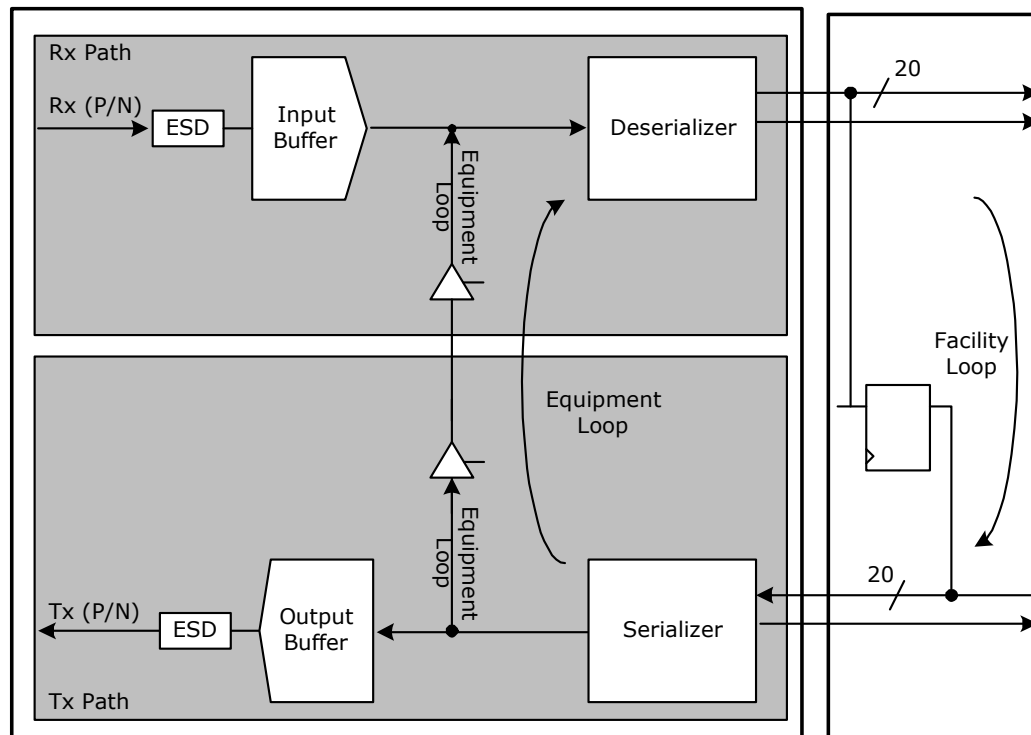 Rx Path
Rx (P/N)
ESD
Input
Buffer
Deserializer
20
Equipment
Loop
Equipment
Loop
Facility
Loop
Equipment
Loop
20
Tx (P/N)
ESD
Output
Buffer
Serializer
Tx Path